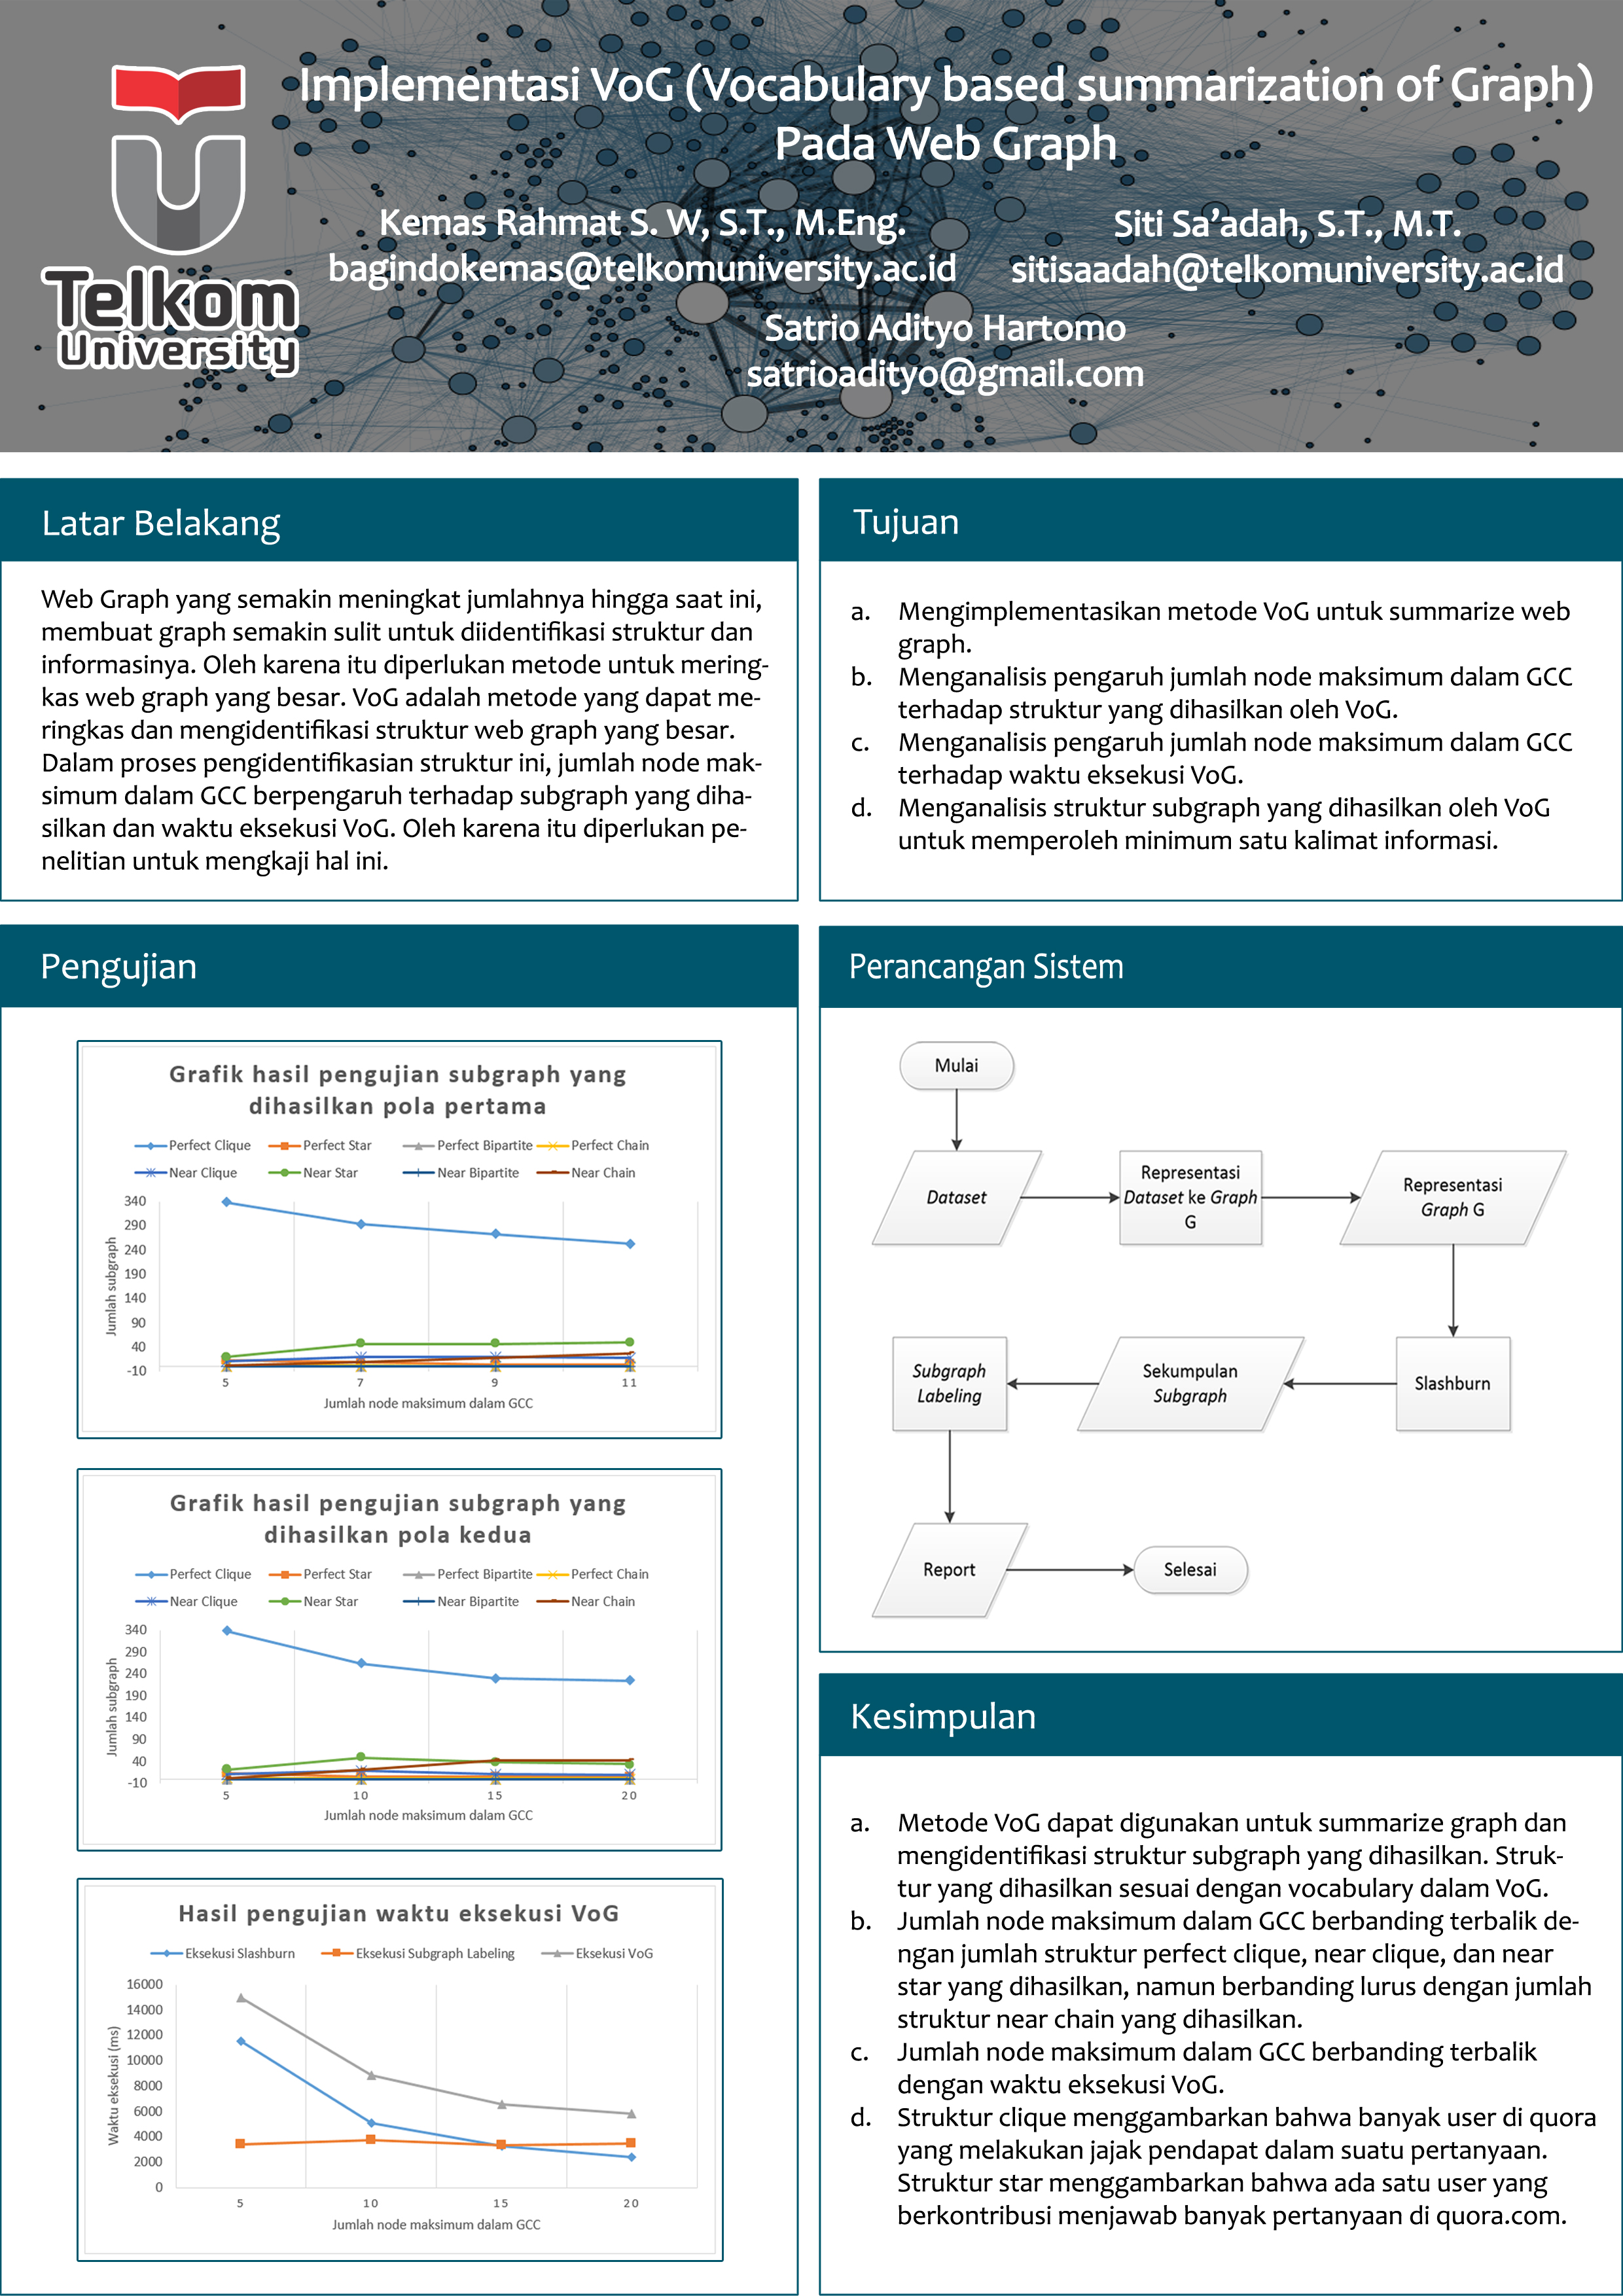 Implementasi VoG (Vocabulary based summarization of Graph)
Pada Web Graph
Kemas Rahmat S. W, S.T., M.Eng.
bagindokemas@telkomuniversity.ac.id
Siti Sa’adah, S.T., M.T.
sitisaadah@telkomuniversity.ac.id
Satrio Adityo Hartomo
satrioadityo@gmail.com
Telkom
University
Latar Belakang
Web Graph yang semakin meningkat jumlahnya hingga saat ini,
membuat graph semakin sulit untuk diidentifikasi struktur dan
informasinya. Oleh karena itu diperlukan metode untuk mering-
kas web graph yang besar. VoG adalah metode yang dapat me-
ringkas dan mengidentifikasi struktur web graph yang besar.
Dalam proses pengidentifikasian struktur ini, jumlah node mak-
simum dalam GCC berpengaruh terhadap subgraph yang diha-
silkan dan waktu eksekusi VoG. Oleh karena itu diperlukan pe-
nelitian untuk mengkaji hal ini.
Tujuan
a. Mengimplementasikan metode VoG untuk summarize web
graph.
b. Menganalisis pengaruh jumlah node maksimum dalam GCC
terhadap struktur yang dihasilkan oleh VoG.
c. Menganalisis pengaruh jumlah node maksimum dalam GCC
terhadap waktu eksekusi VoG.
d. Menganalisis struktur subgraph yang dihasilkan oleh VoG
untuk memperoleh minimum satu kalimat informasi.
Pengujian
Grafik hasil pengujian subgraph yang
dihasilkan pola pertama
Perfect Clique Perfect Star Perfect Bipartite Perfect Chain
Near Clique Near Star Near Bipartite Near Chain
Jumlah subgraph
340
290
240
190
140
90
40
-10
5 7 9 11
Jumlah node maksimum dalam GCC
Grafik hasil pengujian subgraph yang
dihasilkan pola kedua
Perfect Clique Perfect Star Perfect Bipartite Perfect Chain
Near Clique Near Star Near Bipartite Near Chain
Jumlah subgraph
340
290
240
190
140
90
40
-10
5 10 15 20
Jumlah node maksimum dalam GCC
Hasil pengujian waktu eksekusi VoG
Eksekusi Slashburn Eksekusi Subgraph Labeling Eksekusi VoG
Waktu eksekusi (ms)
16000
14000
12000
10000
8000
6000
4000
2000
0
5 10 15 20
Jumlah node maksimum dalam GCC
Perancangan Sistem
Mulai
Dataset
Representasi
Dataset ke Graph
G
Representasi
Graph G
Slashburn
Sekumpulan
Subgraph
Subgraph
Labeling
Report
Selesai
Kesimpulan
a. Metode VoG dapat digunakan untuk summarize graph dan
mengidentifikasi struktur subgraph yang dihasilkan. Struk-
tur yang dihasilkan sesuai dengan vocabulary dalam VoG.
b. Jumlah node maksimum dalam GCC berbanding terbalik de-
ngan jumlah struktur perfect clique, near clique, dan near
star yang dihasilkan, namun berbanding lurus dengan jumlah
struktur near chain yang dihasilkan.
c. Jumlah node maksimum dalam GCC berbanding terbalik
dengan waktu eksekusi VoG.
d. Struktur clique menggambarkan bahwa banyak user di quora
yang melakukan jajak pendapat dalam suatu pertanyaan.
Struktur star menggambarkan bahwa ada satu user yang
berkontribusi menjawab banyak pertanyaan di quora.com.